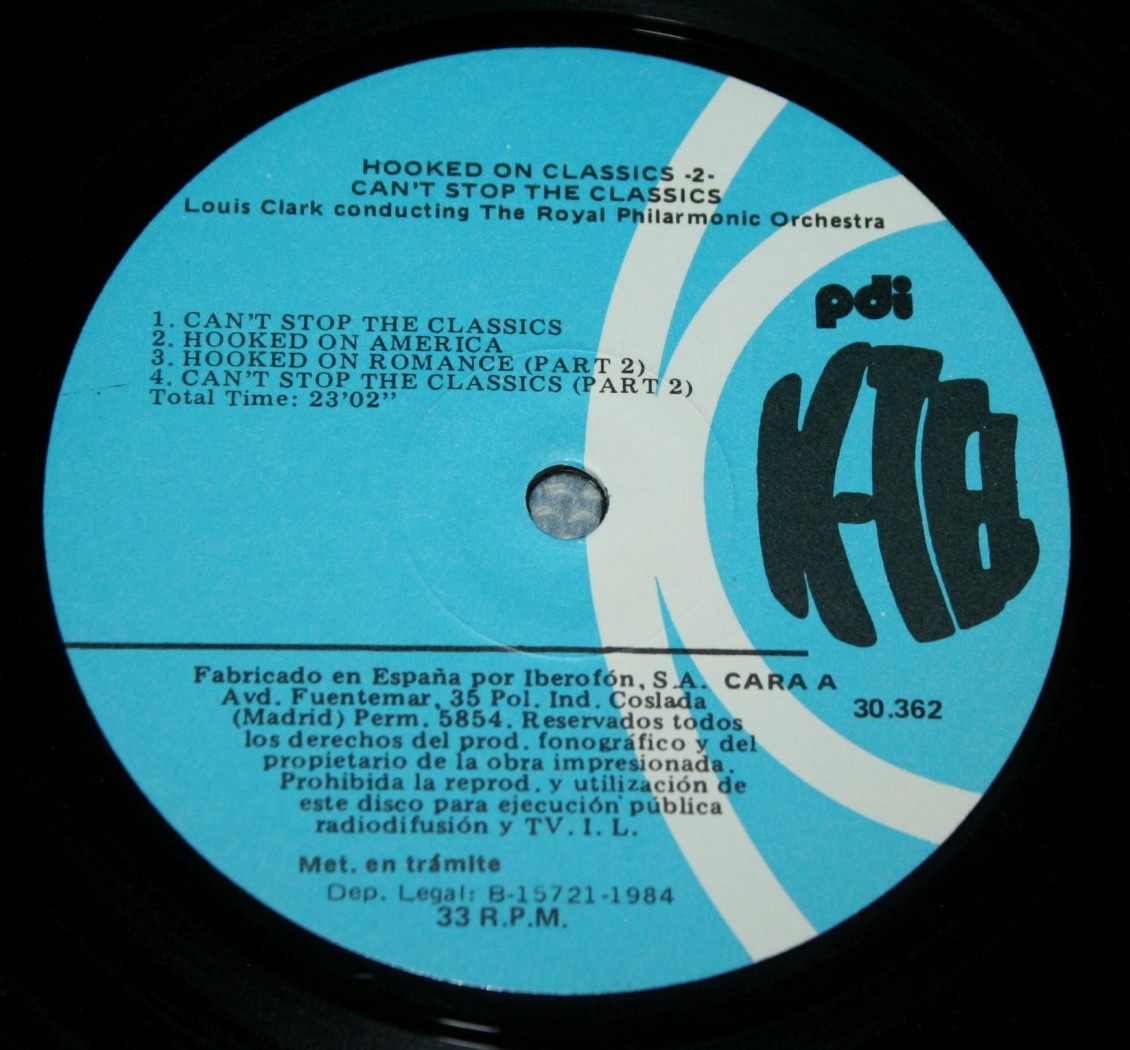 HOOKED ON CLASSICS -2-
CAN'T STOP THE CLASSICS
Louis Clark conducting The Royal Philarmonic Orchestra
pdi
KTB
1. CAN'T STOP THE CLASSICS
2. HOOKED ON AMERICA
3. HOOKED ON ROMANCE (PART 2)
4. CAN'T STOP THE CLASSICS (PART 2)
Total Time: 23'02"
Fabricado en España por Iberofón, S.A. CARA A
Avd. Fuentemar, 35 Pol. Ind. Coslada
30.362
(Madrid) Perm. 5854. Reservados todos
los derechos del prod. fonográfico y del
propietario de la obra impresionada.
Prohibida la reprod. y utilización de
este disco para ejecución pública
radiodifusión y TV. I. L.
Met. en trámite
Dep. Legal: B-15721-1984
33 R.P.M.